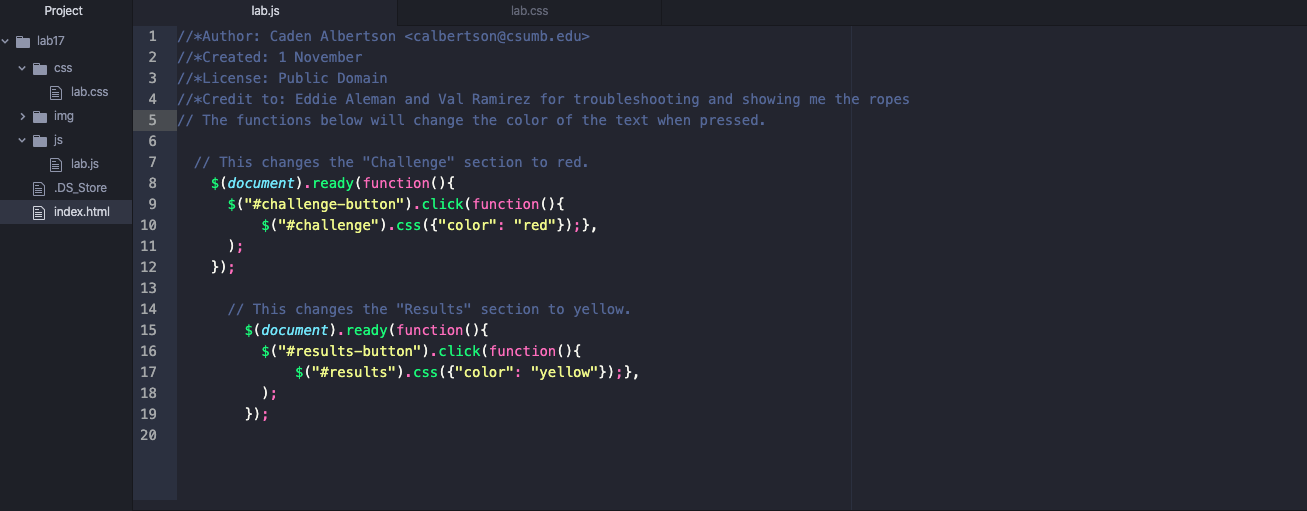 Project
lab17
css
lab.css
img
js
lab.js
.DS_Store
index.html
lab.js
lab.css
1 //*Author: Caden Albertson <calbertson@csumb.edu>
2 //*Created: 1 November
3 //*License: Public Domain
4 //*Credit to: Eddie Aleman and Val Ramirez for troubleshooting and showing me the ropes
5 // The functions below will change the color of the text when pressed.
6
7   // This changes the "Challenge" section to red.
8     $(document).ready(function(){
9       $("#challenge-button").click(function(){
10           $("#challenge").css({"color": "red"});},
11       );
12     });
13
14       // This changes the "Results" section to yellow.
15         $(document).ready(function(){
16           $("#results-button").click(function(){
17               $("#results").css({"color": "yellow"});},
18           );
19         });
20